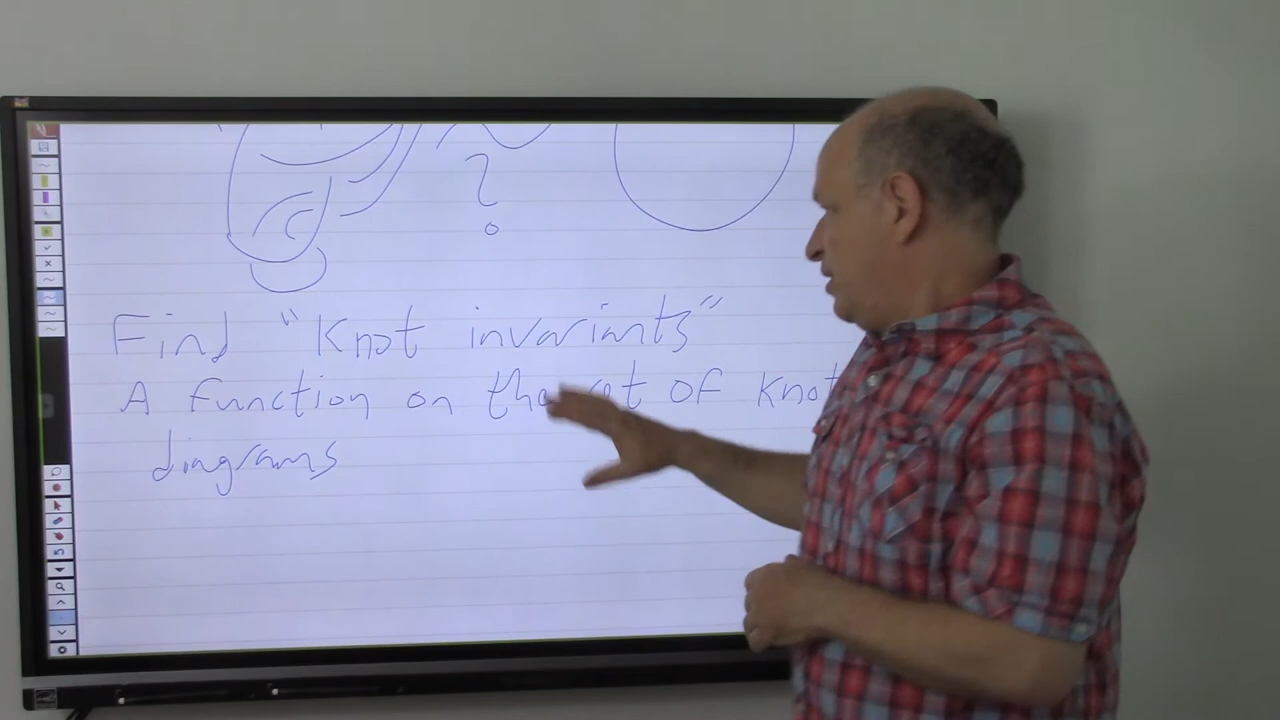 ?
Find "Knot invariants"
A function on the set of knot
diagrams